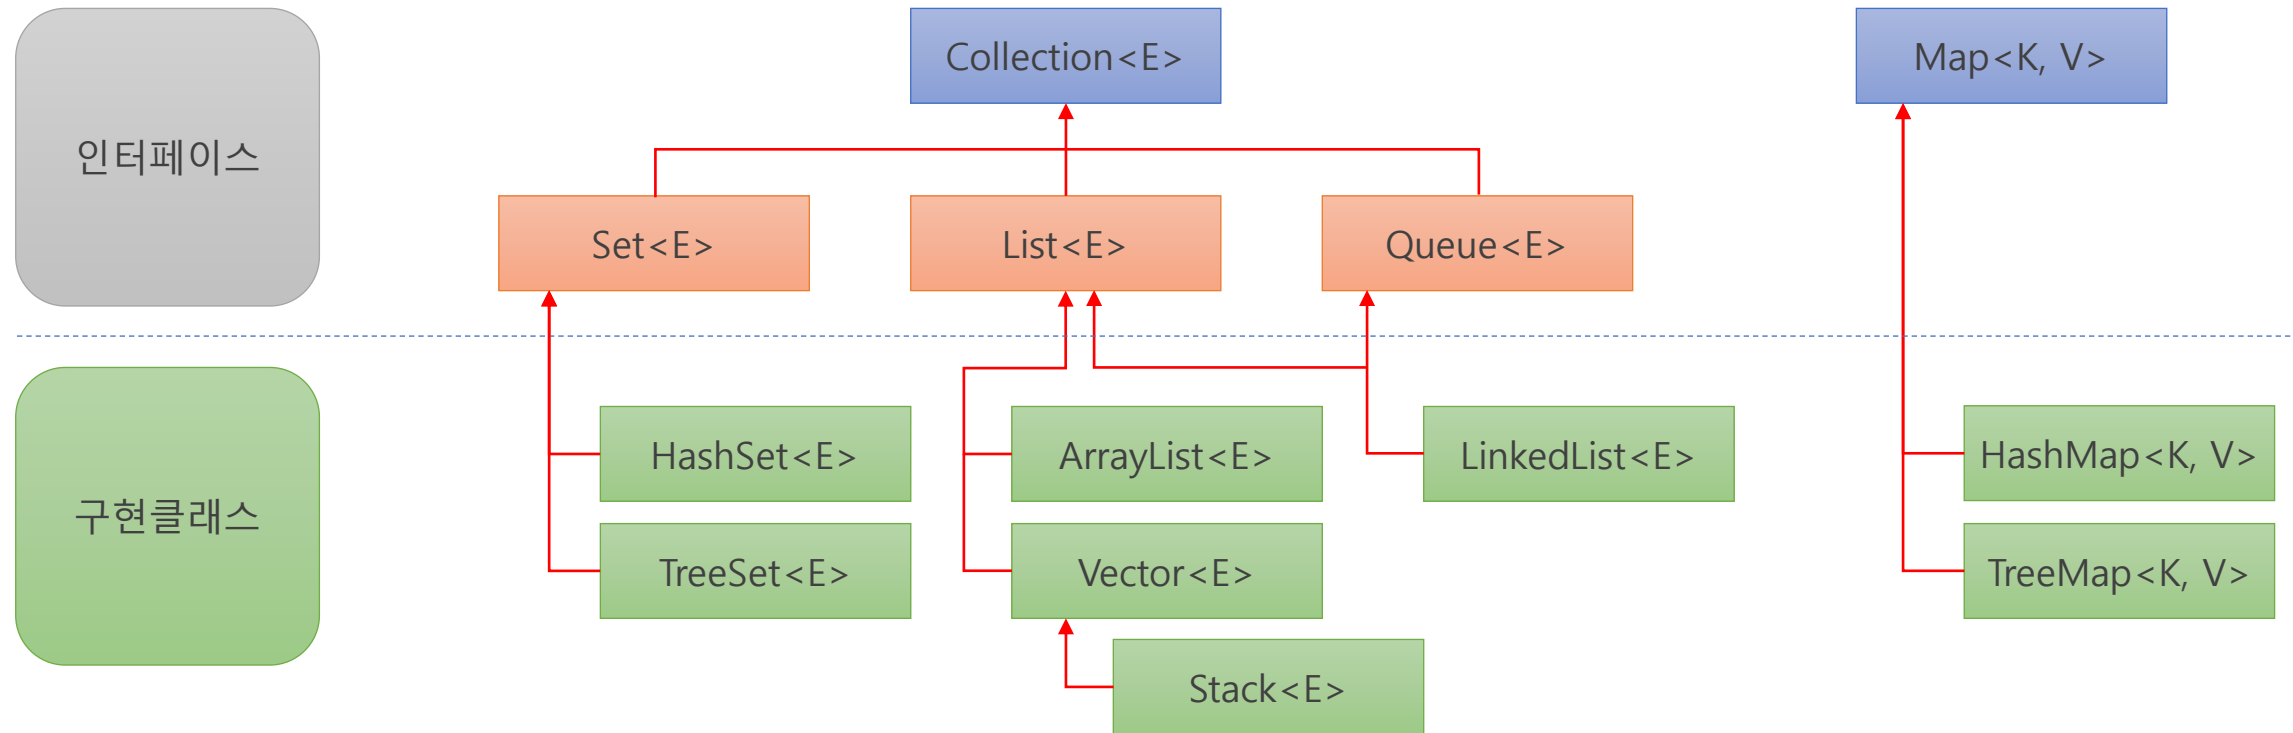 인터페이스
Collection<E>
Map<K, V>
Set<E>
List<E>
Queue<E>
구현클래스
HashSet<E>
ArrayList<E>
LinkedList<E>
HashMap<K, V>
TreeSet<E>
Vector<E>
TreeMap<K, V>
Stack<E>